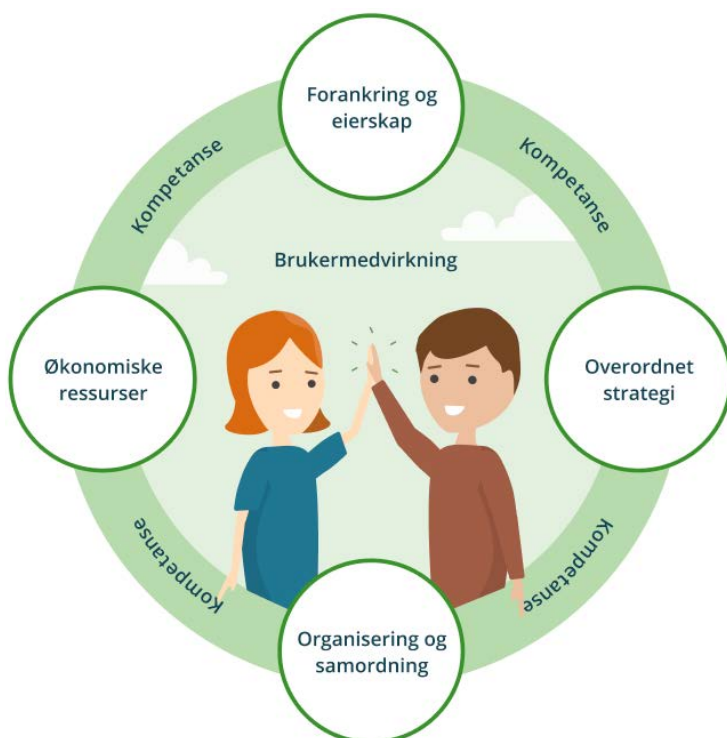 Forankring og
eierskap
Kompetanse
Kompetanse
Brukermedvirkning
Økonomiske
ressurser
Overordnet
strategi
Kompetanse
Kompetanse
Organisering og
samordning